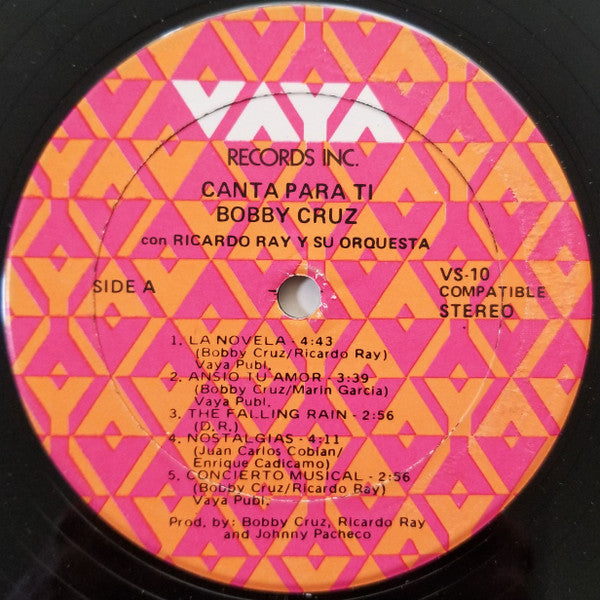 VAYA
RECORDS INC.
CANTA PARA TI
BOBBY CRUZ
con RICARDO RAY Y SU ORQUESTA
SIDE A
VS-10
COMPATIBLE
STEREO
1. LA NOVELA - 4:43
(Bobby Cruz/Ricardo Ray)
Vaya Publ.
2. ANSIO TU AMOR - 3:39
(Bobby Cruz/Marin Garcia)
Vaya Publ.
3. THE FALLING RAIN - 2:56
(D.R.)
4. NOSTALGIAS - 4:11
(Juan Carlos Cobian/
Enrique Cadicamo)
5. CONCIERTO MUSICAL - 2:56
(Bobby Cruz/Ricardo Ray)
Vaya Publ.
Prod. by: Bobby Cruz, Ricardo Ray
and Johnny Pacheco